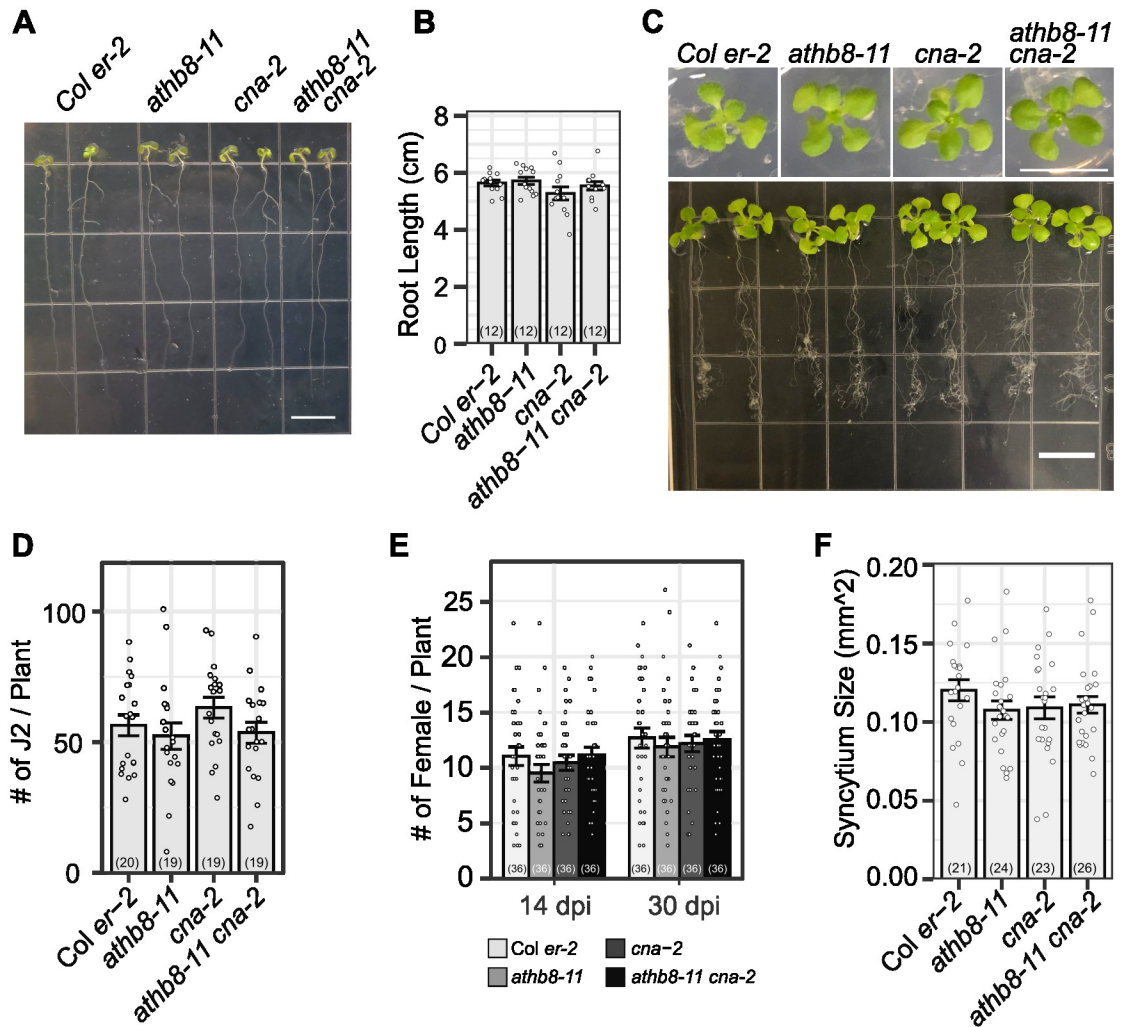 A
Col er-2
athb8-11
cna-2
athb8-11
cna-2
B
Root Length (cm)
8
6
4
2
0
(12)
(12)
(12)
(12)
Col er−2
athb8−11
cna−2
athb8−11 cna−2
C
Col er-2
athb8-11
cna-2
athb8-11
cna-2
D
# of J2 / Plant
100
50
0
(20)
(19)
(19)
(19)
Col er−2
athb8−11
cna−2
athb8−11 cna−2
E
# of Female / Plant
25
20
15
10
5
0
(36)
(36)
(36)
(36)
(36)
(36)
(36)
(36)
14 dpi
30 dpi
Col er-2
cna−2
athb8-11
athb8-11 cna-2
F
Syncytium Size (mm^2)
0.20
0.15
0.10
0.05
0.00
(21)
(24)
(23)
(26)
Col er−2
athb8−11
cna−2
athb8−11 cna−2